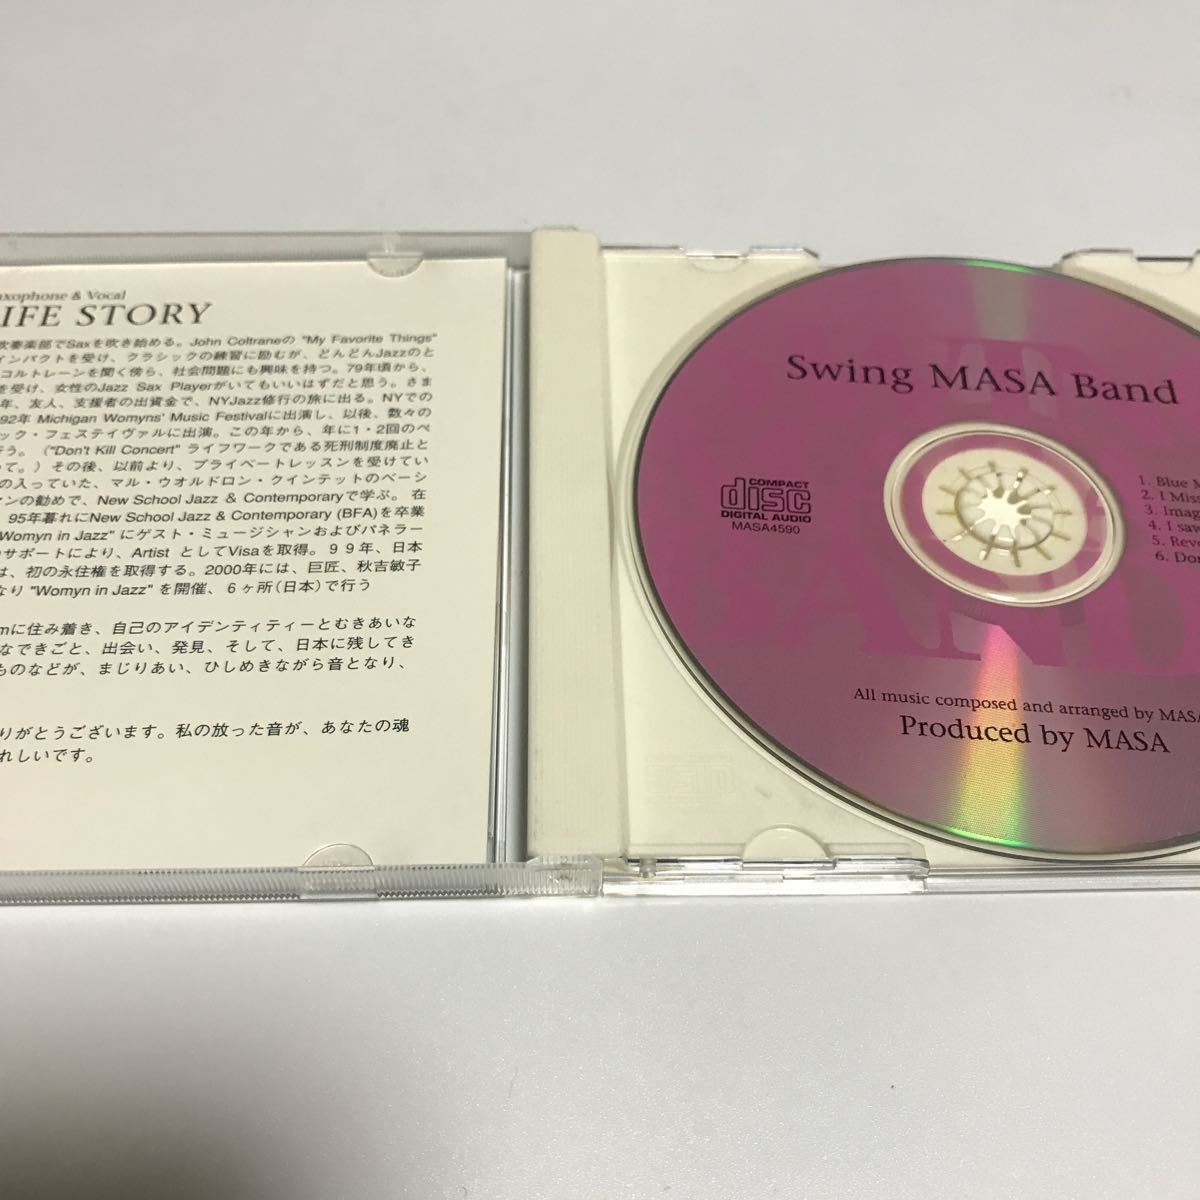 axophone & Vocal
IFE STORY
吹奏楽部でSaxを吹き始める。John Coltraneの "My Favorite Things"
インパクトを受け、クラシックの練習に励むが、どんどんJazzのと
コルトレーンを聞く傍ら、社会問題にも興味を持つ。79年頃から、
を受け、女性のJazz Sax Playerがいてもいいはずだと思う。さま
年、友人、支援者の出資金で、NYJazz修行の旅に出る。NYでの
92年 Michigan Womyns' Music Festivalに出演し、以後、数々の
ック・フェステイヴァルに出演。この年から、年に1・2回のペ
行う。("Don't Kill Concert" ライフワークである死刑制度廃止と
って。)その後、以前より、プライベートレッスンを受けてい
の入っていた、マル・ウオルドロン・クインテットのベーシ
ァンの勧めで、New School Jazz & Contemporaryで学ぶ。在
95年暮れにNew School Jazz & Contemporary (BFA)を卒業
Womyn in Jazz" にゲスト・ミュージシャンおよびパネラー
のサポートにより、Artist としてVisaを取得。99年、日本
は、初の永住権を取得する。2000年には、巨匠、秋吉敏子
なり "Womyn in Jazz" を開催、6ヶ所(日本)で行う
mに住み着き、自己のアイデンティティーとむきあいな
なできごと、出会い、発見、そして、日本に残してき
ものなどが、まじりあい、ひしめきながら音となり、
りがとうございます。私の放った音が、あなたの魂
れしいです。
Swing MASA Band
COMPACT
disc
DIGITAL AUDIO
MASA4590
1. Blue M
2. I Miss
3. Imag
4. I saw
5. Reve
6. Don
BAND
All music composed and arranged by MASA
Produced by MASA